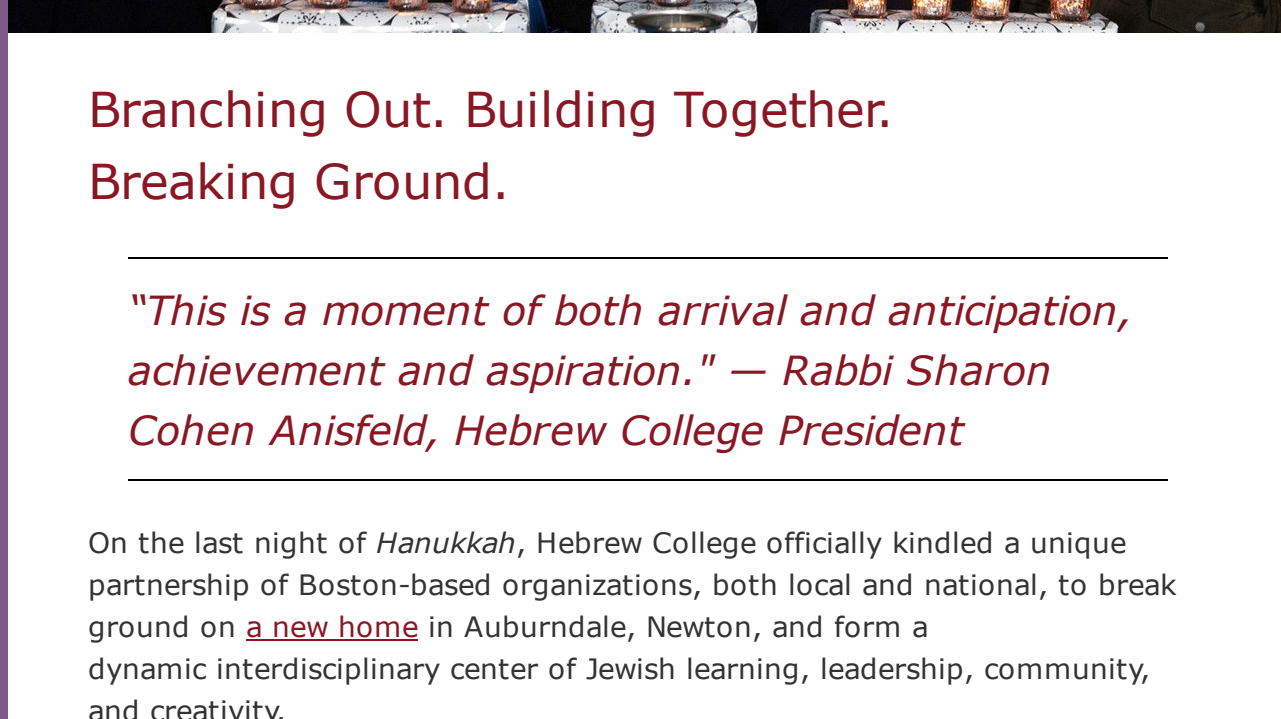 Branching Out. Building Together.
Breaking Ground.
“This is a moment of both arrival and anticipation,
achievement and aspiration." — Rabbi Sharon
Cohen Anisfeld, Hebrew College President
On the last night of Hanukkah, Hebrew College officially kindled a unique
partnership of Boston-based organizations, both local and national, to break
ground on a new home in Auburndale, Newton, and form a
dynamic interdisciplinary center of Jewish learning, leadership, community,
and creativity.